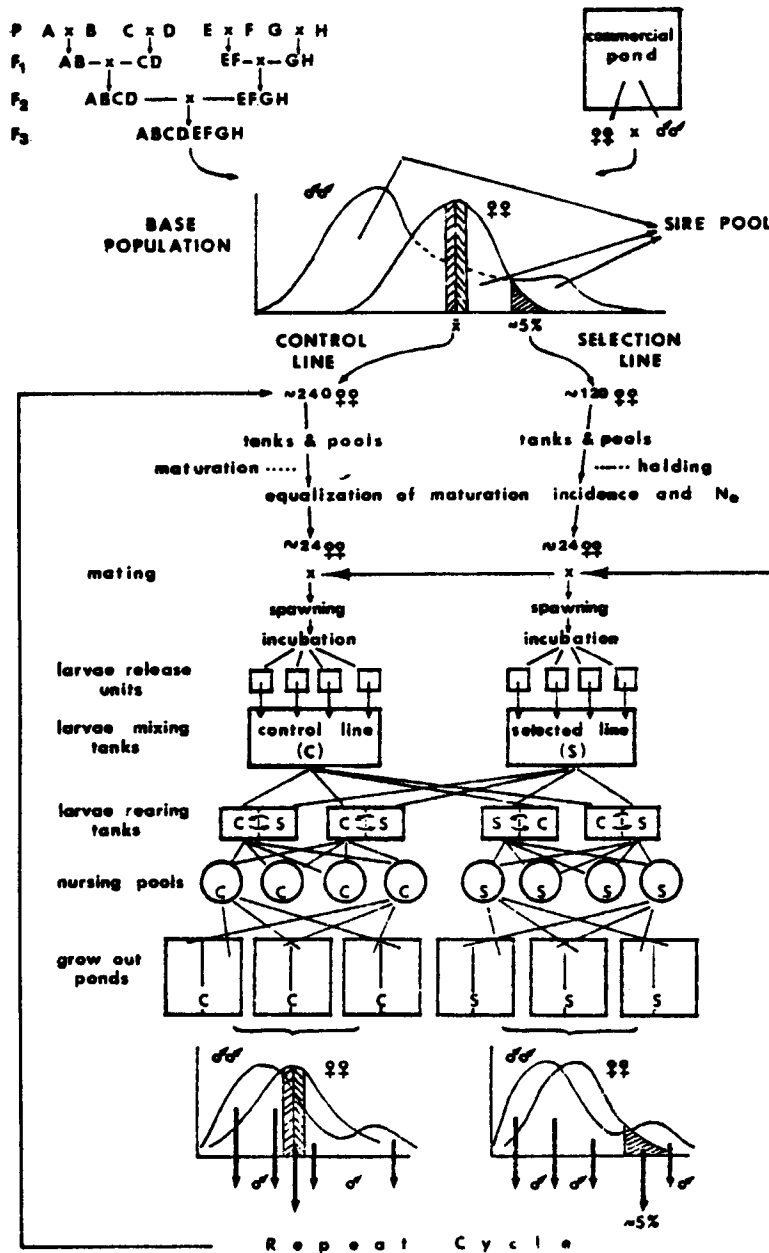 P A x B C x D E x F G x H
F₁ AB – x – CD EF – x – GH
F₂ ABCD — x — EFGH
F₃ ABCDEFGH
commercial
pond
♀♀ x ♂♂
BASE
POPULATION
♂♂
♀♀
SIRE POOL
x̄
≈5%
CONTROL
LINE
SELECTION
LINE
~240 ♀♀
~120 ♀♀
tanks & pools
tanks & pools
maturation
holding
equalization of maturation incidence and Nₑ
~24 ♀♀
~24 ♀♀
mating x x
spawning
spawning
incubation
incubation
larvae release
units
larvae mixing
tanks
control line
(C)
selected line
(S)
larvae rearing
tanks
C S C S S C C S
nursing pools
C C C C S S S S
grow out
ponds
C C C S S S
♂♂ ♀♀ ♂♂ ♀♀
♂ ♂ ♂ ♂ ♂
≈5%
Repeat Cycle